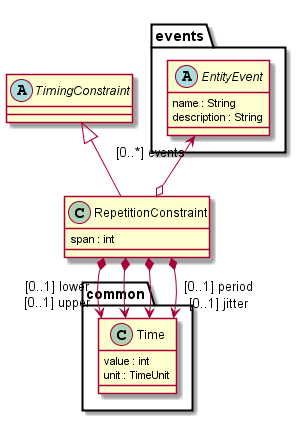 events
A EntityEvent
name : String
description : String
A TimingConstraint
[0..*] events
C RepetitionConstraint
span : int
[0..1] lower
[0..1] period
[0..1] upper
[0..1] jitter
common
C Time
value : int
unit : TimeUnit